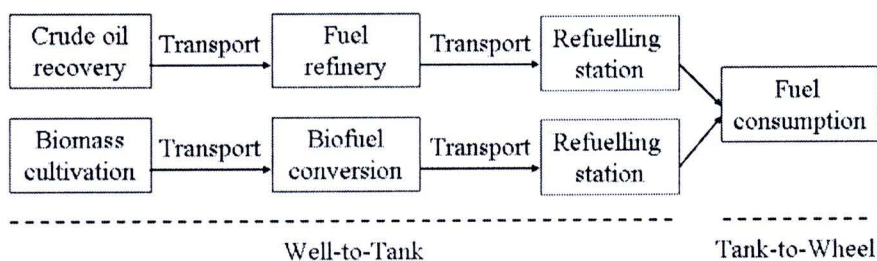 Crude oil
recovery
Transport
Fuel
refinery
Transport
Refuelling
station
Fuel
consumption
Biomass
cultivation
Transport
Biofuel
conversion
Transport
Refuelling
station
Well-to-Tank
Tank-to-Wheel